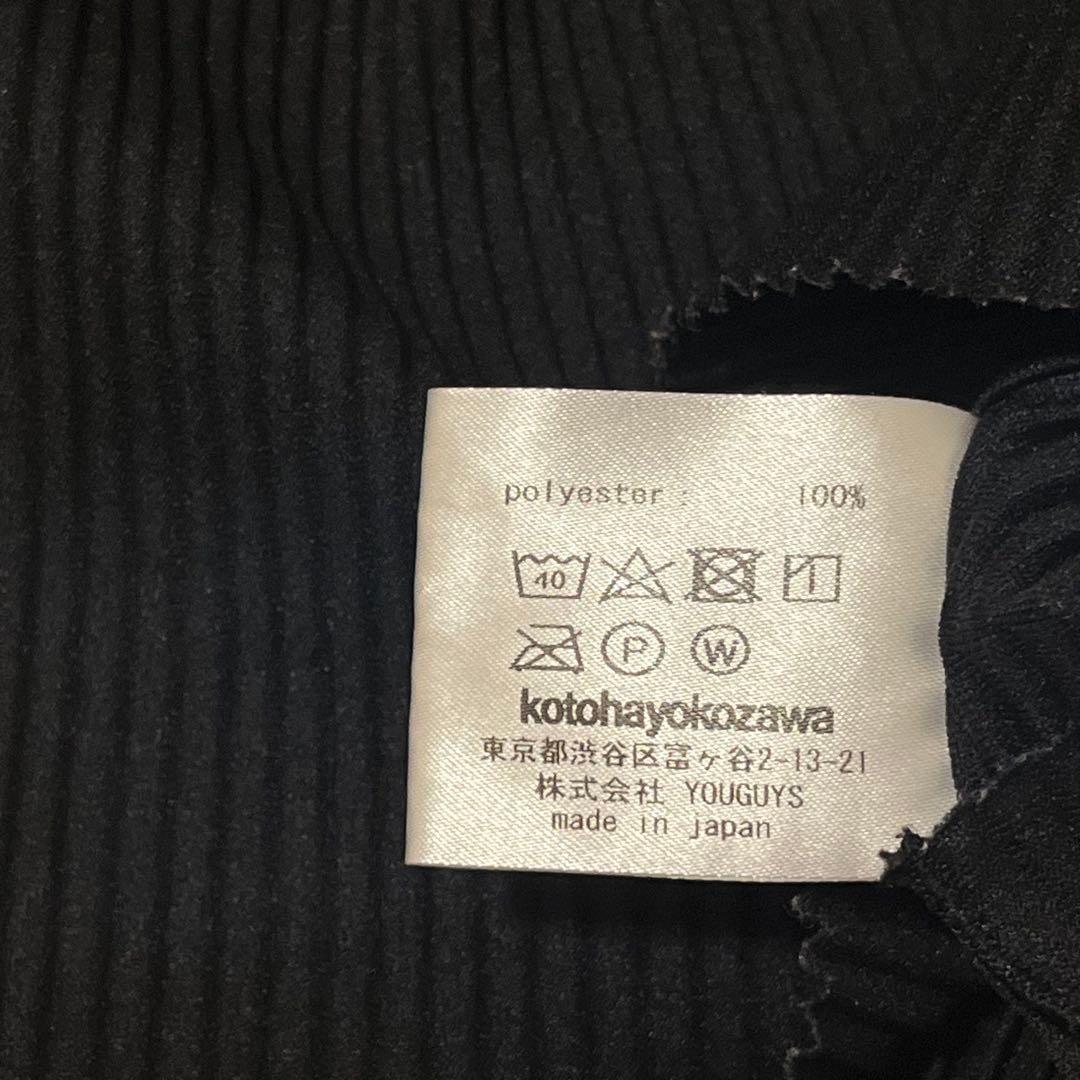 polyester : 100%
40
P W
kotohayokozawa
東京都渋谷区富ヶ谷2-13-21
株式会社 YOUGUYS
made in japan